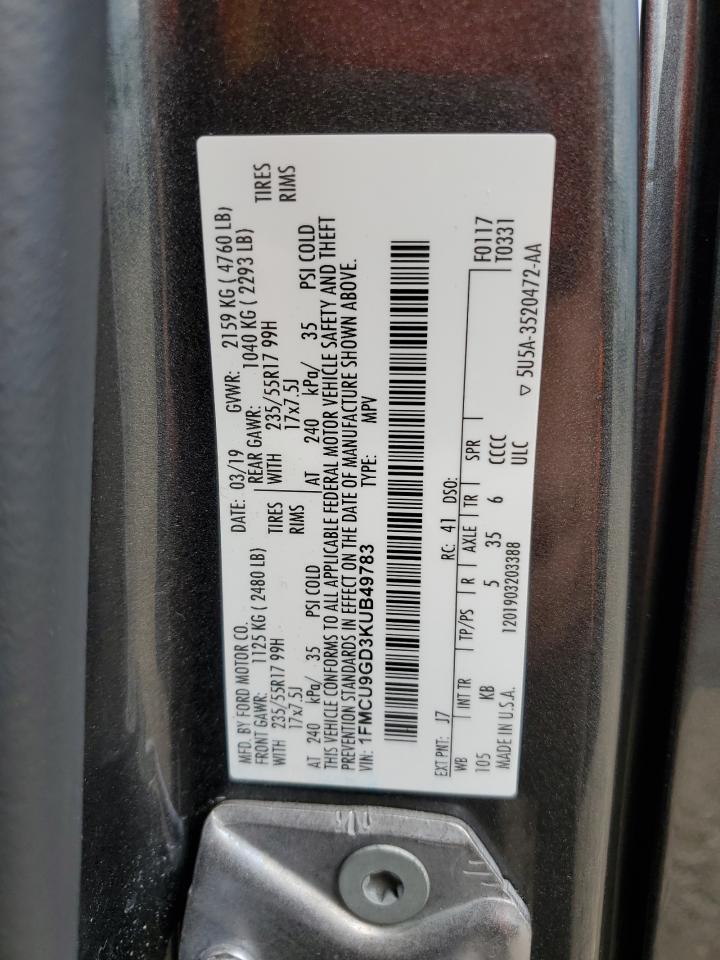 MFD. BY FORD MOTOR CO.
DATE: 03/19 GVWR: 2159 KG ( 4760 LB)
FRONT GAWR: 1125 KG ( 2480 LB) REAR GAWR: 1040 KG ( 2293 LB)
WITH 235/55R17 99H TIRES WITH 235/55R17 99H TIRES
17x7.5J RIMS 17x7.5J RIMS
AT 240 kPa/ 35 PSI COLD AT 240 kPa/ 35 PSI COLD
THIS VEHICLE CONFORMS TO ALL APPLICABLE FEDERAL MOTOR VEHICLE SAFETY AND THEFT
PREVENTION STANDARDS IN EFFECT ON THE DATE OF MANUFACTURE SHOWN ABOVE.
VIN: 1FMCU9GD3KUB49783 TYPE: MPV
EXT PNT: J7 RC: 41 DSO: F0117
T0331
WB INT TR TP/PS R AXLE TR SPR
105 KB 5 35 6 CCCC
ULC
MADE IN U.S.A. 1201903203388
▽ 5U5A-3520472-AA